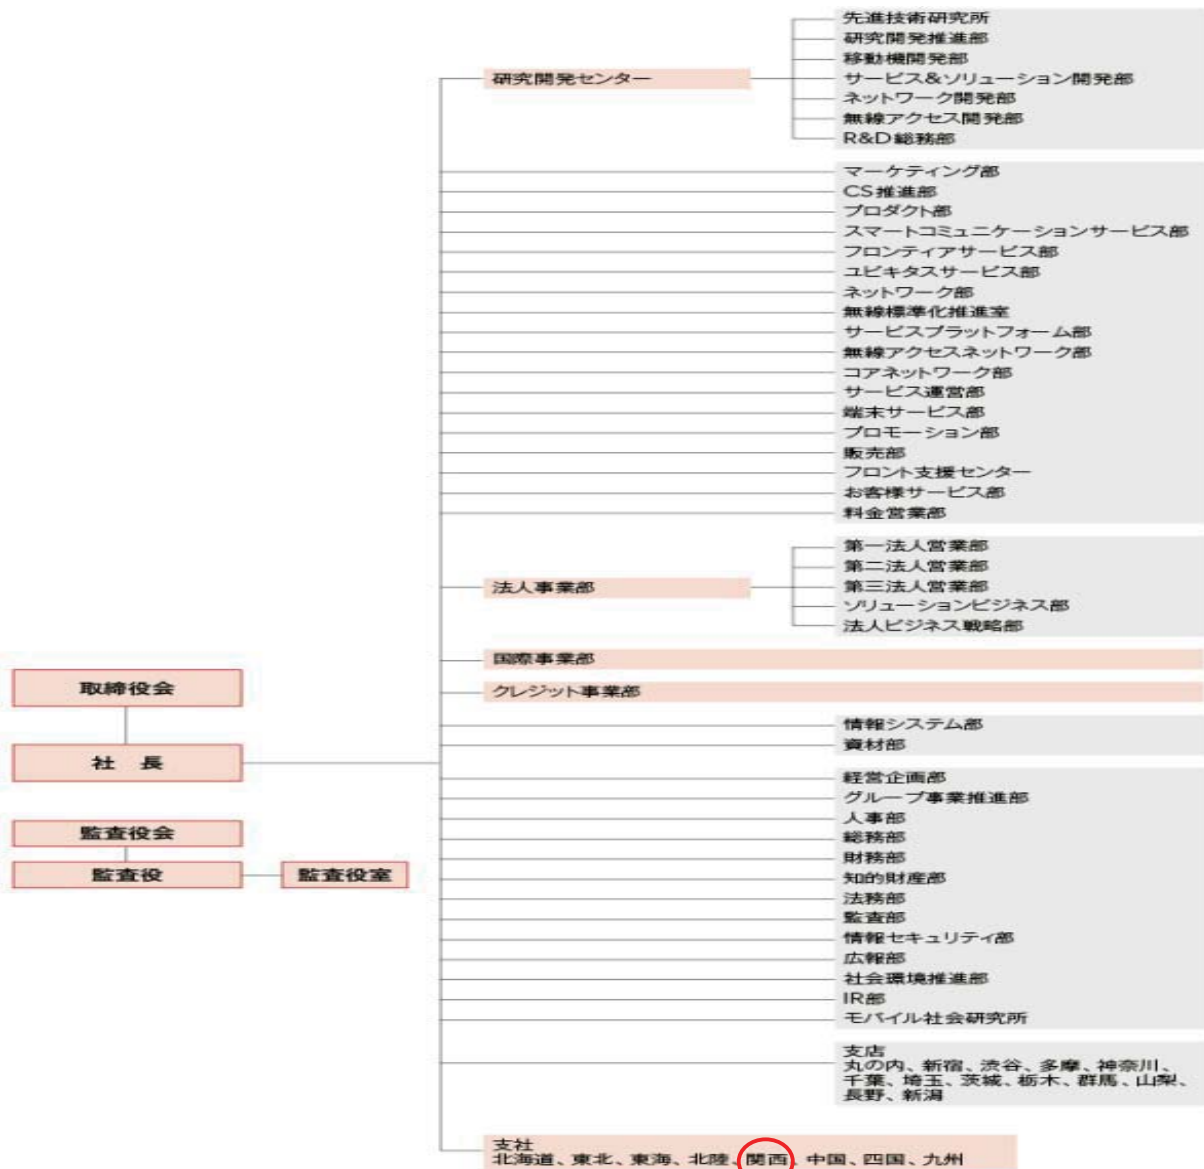 先進技術研究所
研究開発推進部
移動機開発部
研究開発センター
サービス&ソリューション開発部
ネットワーク開発部
無線アクセス開発部
R&D総務部
マーケティング部
CS推進部
プロダクト部
スマートコミュニケーションサービス部
フロンティアサービス部
ユビキタスサービス部
ネットワーク部
無線標準化推進室
サービスプラットフォーム部
無線アクセスネットワーク部
コアネットワーク部
サービス運営部
端末サービス部
プロモーション部
販売部
フロント支援センター
お客様サービス部
料金営業部
第一法人営業部
第二法人営業部
法人事業部
第三法人営業部
ソリューションビジネス部
法人ビジネス戦略部
国際事業部
クレジット事業部
取締役会
社 長
情報システム部
資材部
経営企画部
グループ事業推進部
人事部
総務部
財務部
知的財産部
法務部
監査部
情報セキュリティ部
広報部
社会環境推進部
IR部
モバイル社会研究所
監査役会
監査役
監査役室
支店
丸の内、新宿、渋谷、多摩、神奈川、
千葉、埼玉、茨城、栃木、群馬、山梨、
長野、新潟
支社
北海道、東北、東海、北陸、関西、中国、四国、九州